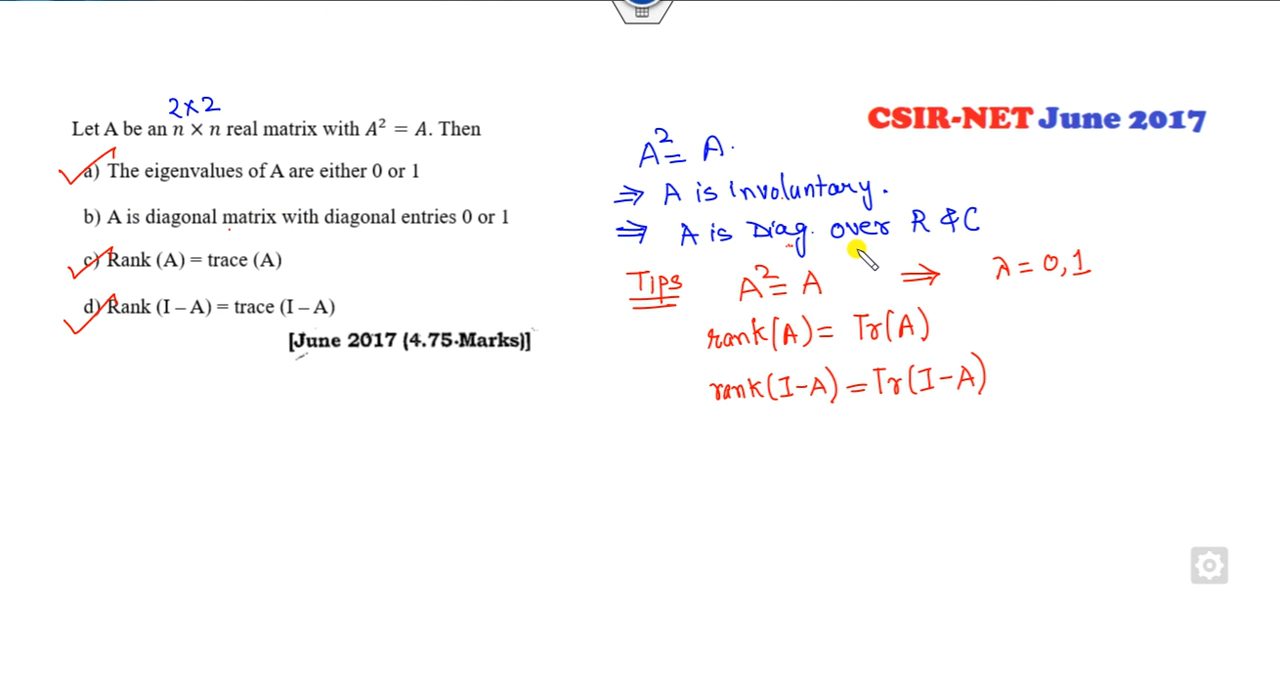 2×2
Let A be an n × n real matrix with A² = A. Then
a) The eigenvalues of A are either 0 or 1
b) A is diagonal matrix with diagonal entries 0 or 1
c) Rank (A) = trace (A)
d) Rank (I – A) = trace (I – A)
[June 2017 (4.75-Marks)]
CSIR-NET June 2017
A² = A.
⇒ A is Involuntary.
⇒ A is Diag. over R & C
Tips A² = A ⇒ λ = 0, 1
rank(A) = Tr(A)
rank(I-A) = Tr(I-A)